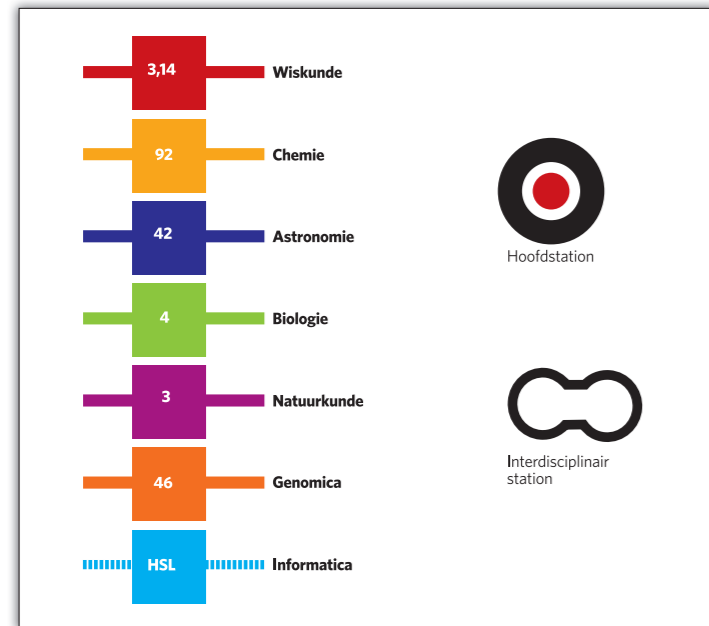 3,14 Wiskunde
92 Chemie
42 Astronomie
4 Biologie
3 Natuurkunde
46 Genomica
HSL Informatica
Hoofdstation
Interdisciplinair
station